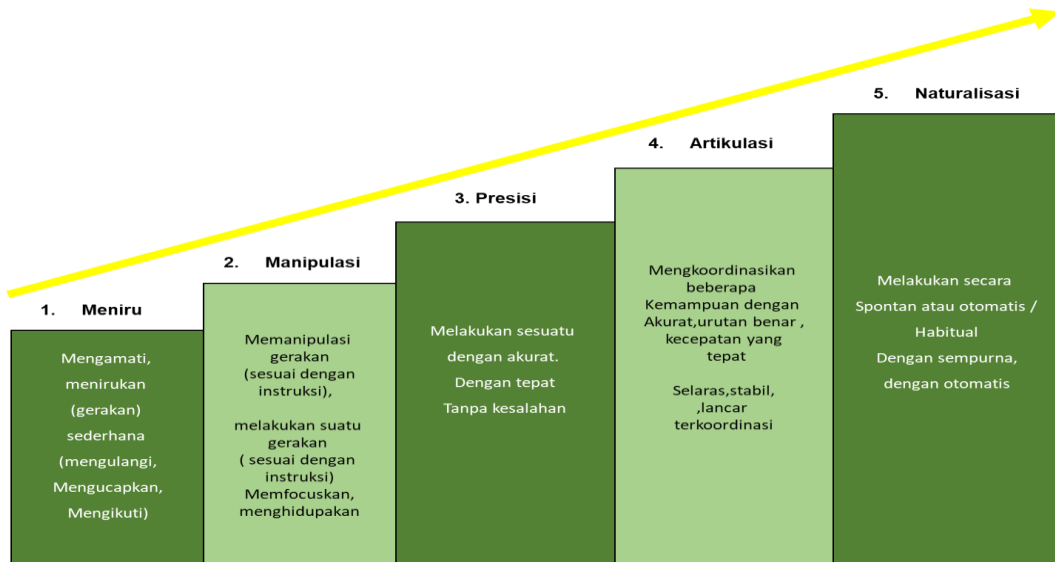 1. Meniru
Mengamati,
menirukan
(gerakan)
sederhana
(mengulangi,
Mengucapkan,
Mengikuti)
2. Manipulasi
Memanipulasi
gerakan
(sesuai dengan
instruksi),
melakukan suatu
gerakan
( sesuai dengan
instruksi)
Memfocuskan,
menghidupakan
3. Presisi
Melakukan sesuatu
dengan akurat.
Dengan tepat
Tanpa kesalahan
4. Artikulasi
Mengkoordinasikan
beberapa
Kemampuan dengan
Akurat,urutan benar ,
kecepatan yang
tepat
Selaras,stabil,
,lancar
terkoordinasi
5. Naturalisasi
Melakukan secara
Spontan atau otomatis /
Habitual
Dengan sempurna,
dengan otomatis